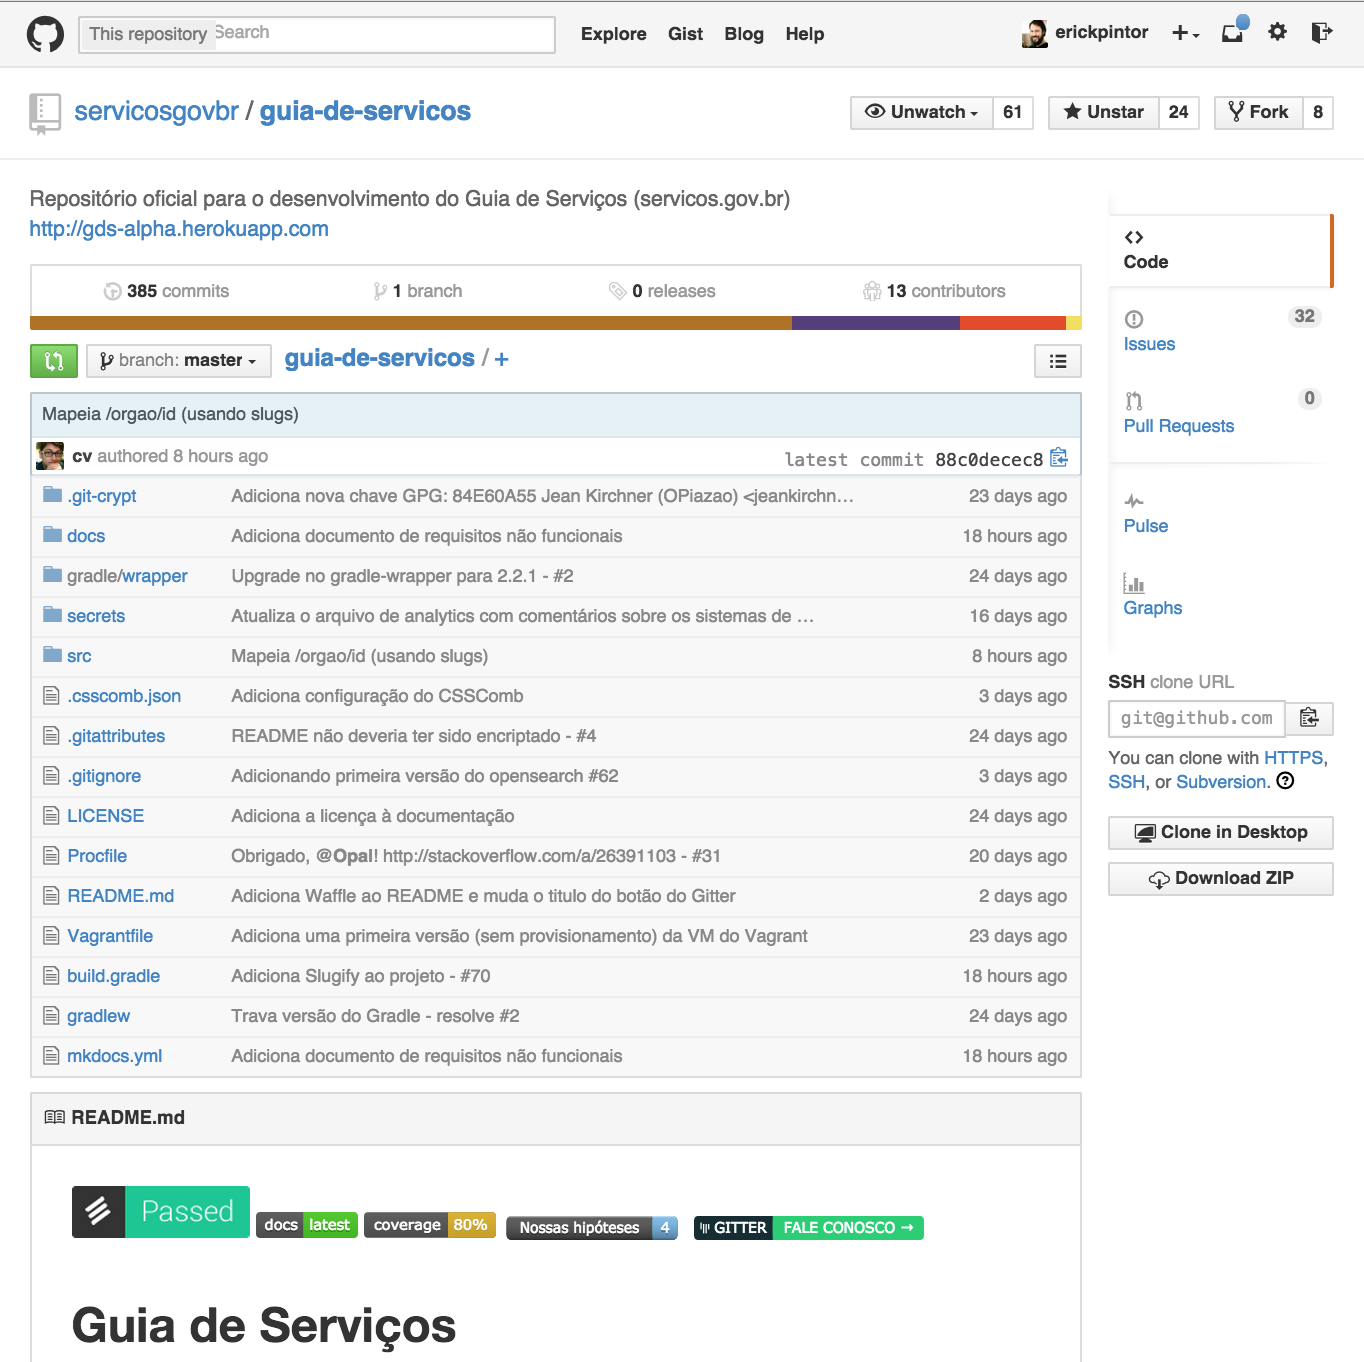 This repository Search Explore Gist Blog Help erickpintor
servicosgovbr / guia-de-servicos Unwatch 61 Unstar 24 Fork 8
Repositório oficial para o desenvolvimento do Guia de Serviços (servicos.gov.br)
http://gds-alpha.herokuapp.com
385 commits 1 branch 0 releases 13 contributors
branch: master guia-de-servicos / +
Mapeia /orgao/id (usando slugs)
cv authored 8 hours ago latest commit 88c0decec8
.git-crypt Adiciona nova chave GPG: 84E60A55 Jean Kirchner (OPiazao) <jeankirchn… 23 days ago
docs Adiciona documento de requisitos não funcionais 18 hours ago
gradle/wrapper Upgrade no gradle-wrapper para 2.2.1 - #2 24 days ago
secrets Atualiza o arquivo de analytics com comentários sobre os sistemas de … 16 days ago
src Mapeia /orgao/id (usando slugs) 8 hours ago
.csscomb.json Adiciona configuração do CSSComb 3 days ago
.gitattributes README não deveria ter sido encriptado - #4 24 days ago
.gitignore Adicionando primeira versão do opensearch #62 3 days ago
LICENSE Adiciona a licença à documentação 24 days ago
Procfile Obrigado, @Opal! http://stackoverflow.com/a/26391103 - #31 20 days ago
README.md Adiciona Waffle ao README e muda o titulo do botão do Gitter 2 days ago
Vagrantfile Adiciona uma primeira versão (sem provisionamento) da VM do Vagrant 23 days ago
build.gradle Adiciona Slugify ao projeto - #70 18 hours ago
gradlew Trava versão do Gradle - resolve #2 24 days ago
mkdocs.yml Adiciona documento de requisitos não funcionais 18 hours ago
README.md
Passed docs latest coverage 80% Nossas hipóteses 4 GITTER FALE CONOSCO →
Guia de Serviços
Code
32
Issues
0
Pull Requests
Pulse
Graphs
SSH clone URL
git@github.com
You can clone with HTTPS,
SSH, or Subversion.
Clone in Desktop
Download ZIP